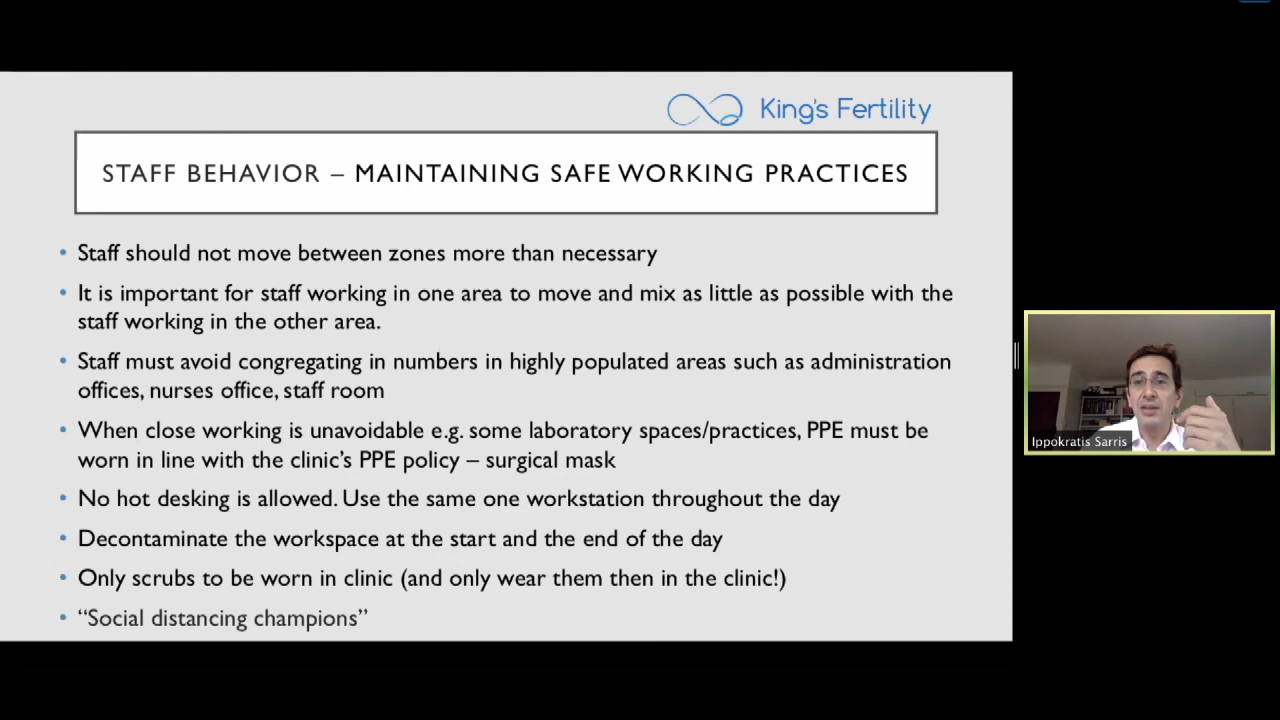 King's Fertility
STAFF BEHAVIOR – MAINTAINING SAFE WORKING PRACTICES
• Staff should not move between zones more than necessary
• It is important for staff working in one area to move and mix as little as possible with the
staff working in the other area.
• Staff must avoid congregating in numbers in highly populated areas such as administration
offices, nurses office, staff room
• When close working is unavoidable e.g. some laboratory spaces/practices, PPE must be
worn in line with the clinic's PPE policy – surgical mask
• No hot desking is allowed. Use the same one workstation throughout the day
• Decontaminate the workspace at the start and the end of the day
• Only scrubs to be worn in clinic (and only wear them then in the clinic!)
• “Social distancing champions”
Ippokratis Sarris